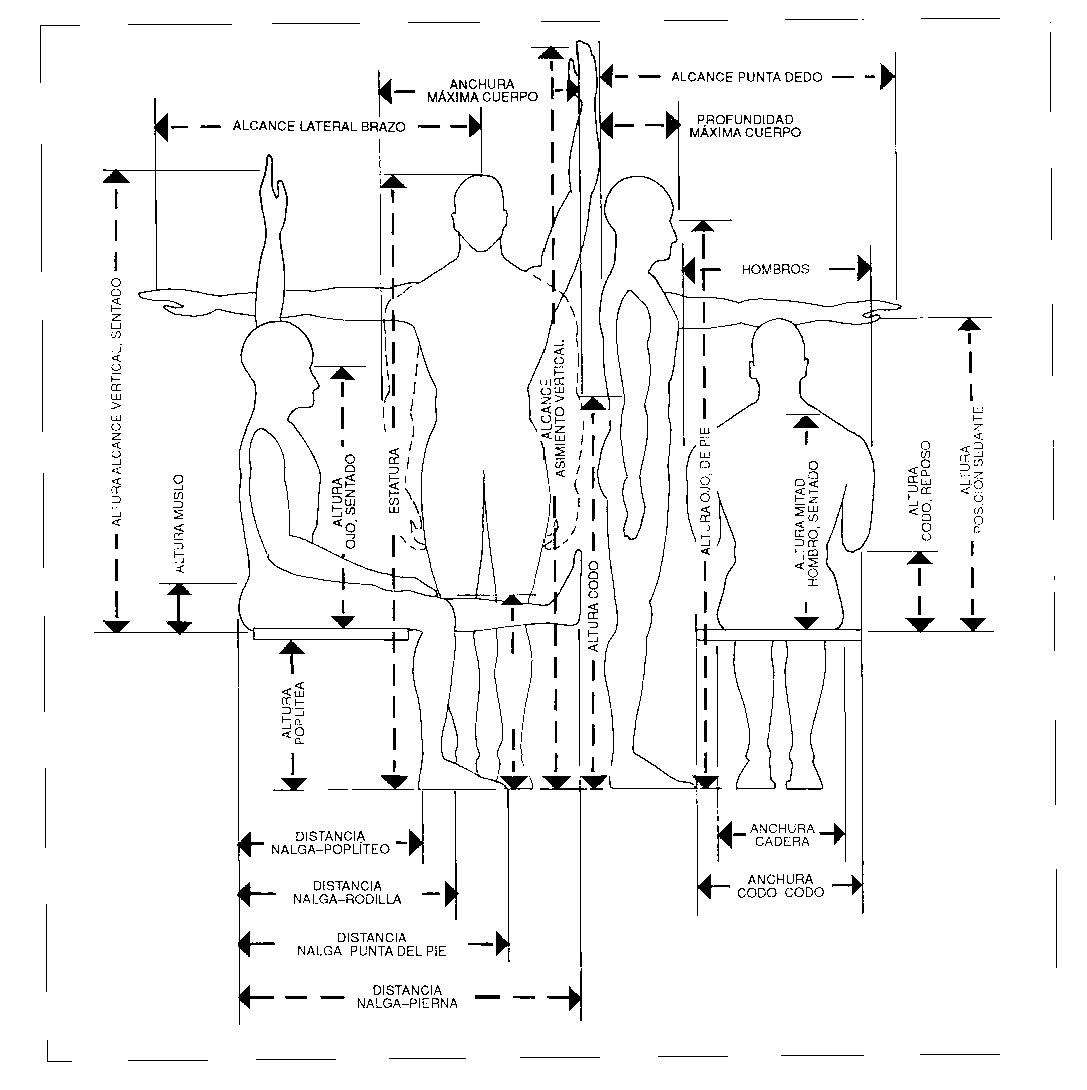 ANCHURA
MÁXIMA CUERPO
ALCANCE PUNTA DEDO
ALCANCE LATERAL BRAZO
PROFUNDIDAD
MÁXIMA CUERPO
HOMBROS
ALTURA ALCANCE VERTICAL, SENTADO
ALTURA MUSLO
ALTURA
OJO, SENTADO
ESTATURA
ALCANCE
ASIMIENTO VERTICAL
ALTURA CODO
ALTURA OJO, DE PIE
ALTURA MITAD
HOMBRO, SENTADO
ALTURA
CODO, REPOSO
ALTURA
POSICIÓN SEDANTE
ALTURA
POPLÍTEA
DISTANCIA
NALGA–POPLÍTEO
ANCHURA
CADERA
DISTANCIA
NALGA–RODILLA
ANCHURA
CODO CODO
DISTANCIA
NALGA PUNTA DEL PIE
DISTANCIA
NALGA–PIERNA